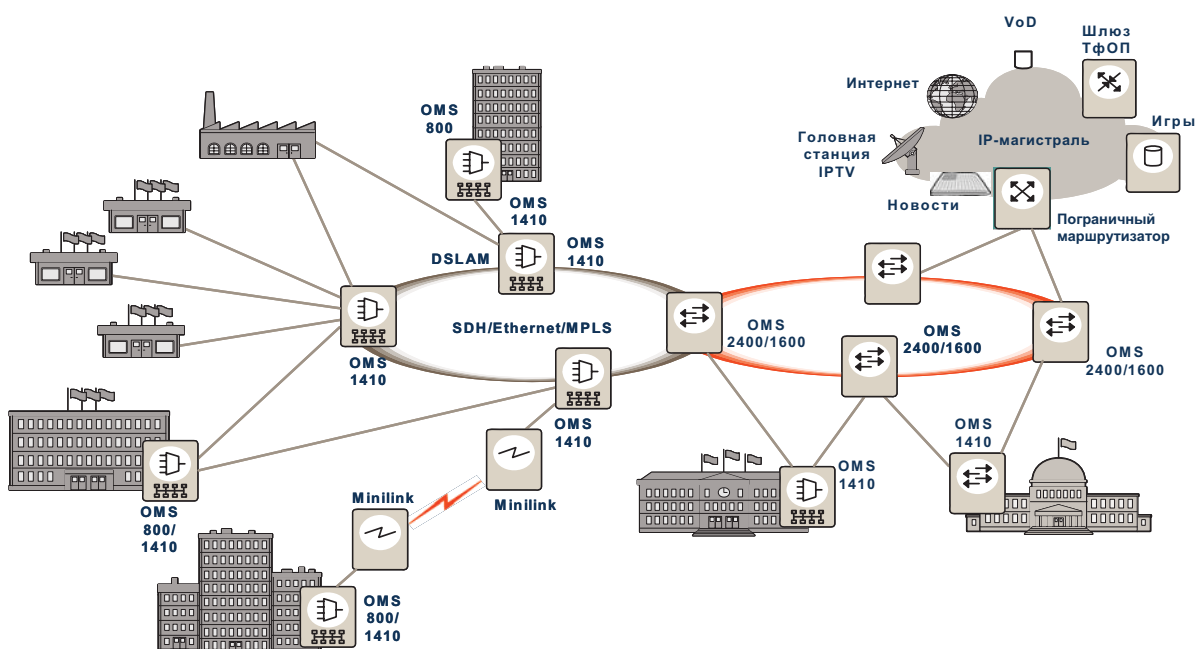 VoD
Шлюз
ТфОП
Интернет
Игры
Головная
станция
IPTV
IP-магистраль
Новости
Пограничный
маршрутизатор
OMS
800
OMS
1410
DSLAM
OMS
1410
SDH/Ethernet/MPLS
OMS
2400/1600
OMS
2400/1600
OMS
2400/1600
OMS
1410
OMS
1410
OMS
1410
OMS
1410
Minilink
Minilink
OMS
800/
1410
OMS
800/
1410